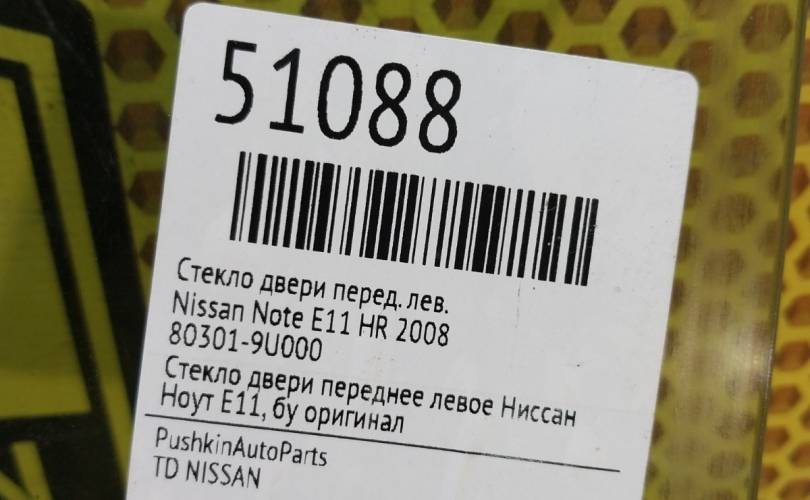 51088
Стекло двери перед. лев.
Nissan Note E11 HR 2008
80301-9U000
Стекло двери переднее левое Ниссан
Ноут Е11, бу оригинал
PushkinAutoParts
TD NISSAN